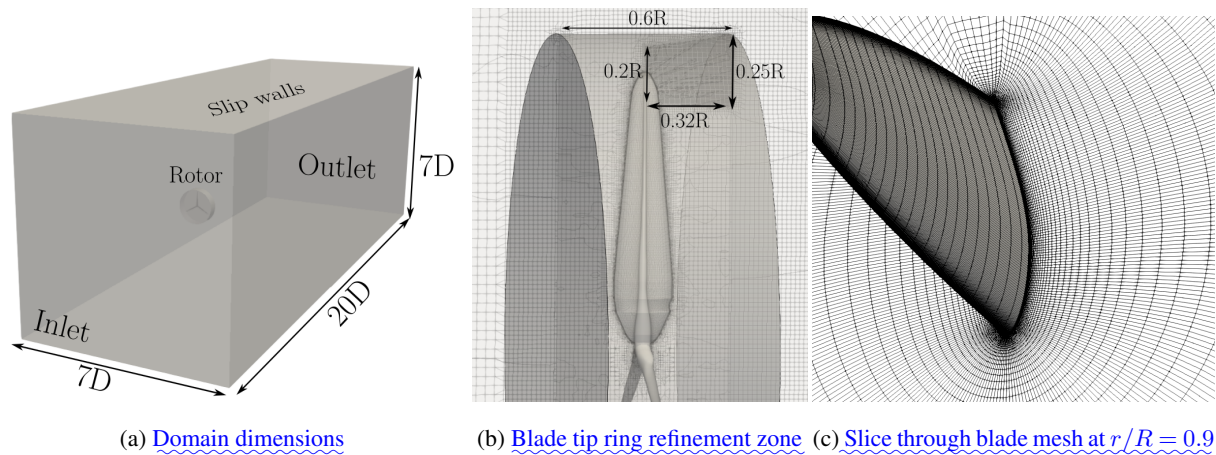 Slip walls
Rotor
Outlet
7D
20D
Inlet
7D
0.6R
0.2R
0.25R
0.32R
(a) Domain dimensions
(b) Blade tip ring refinement zone
(c) Slice through blade mesh at r/R = 0.9